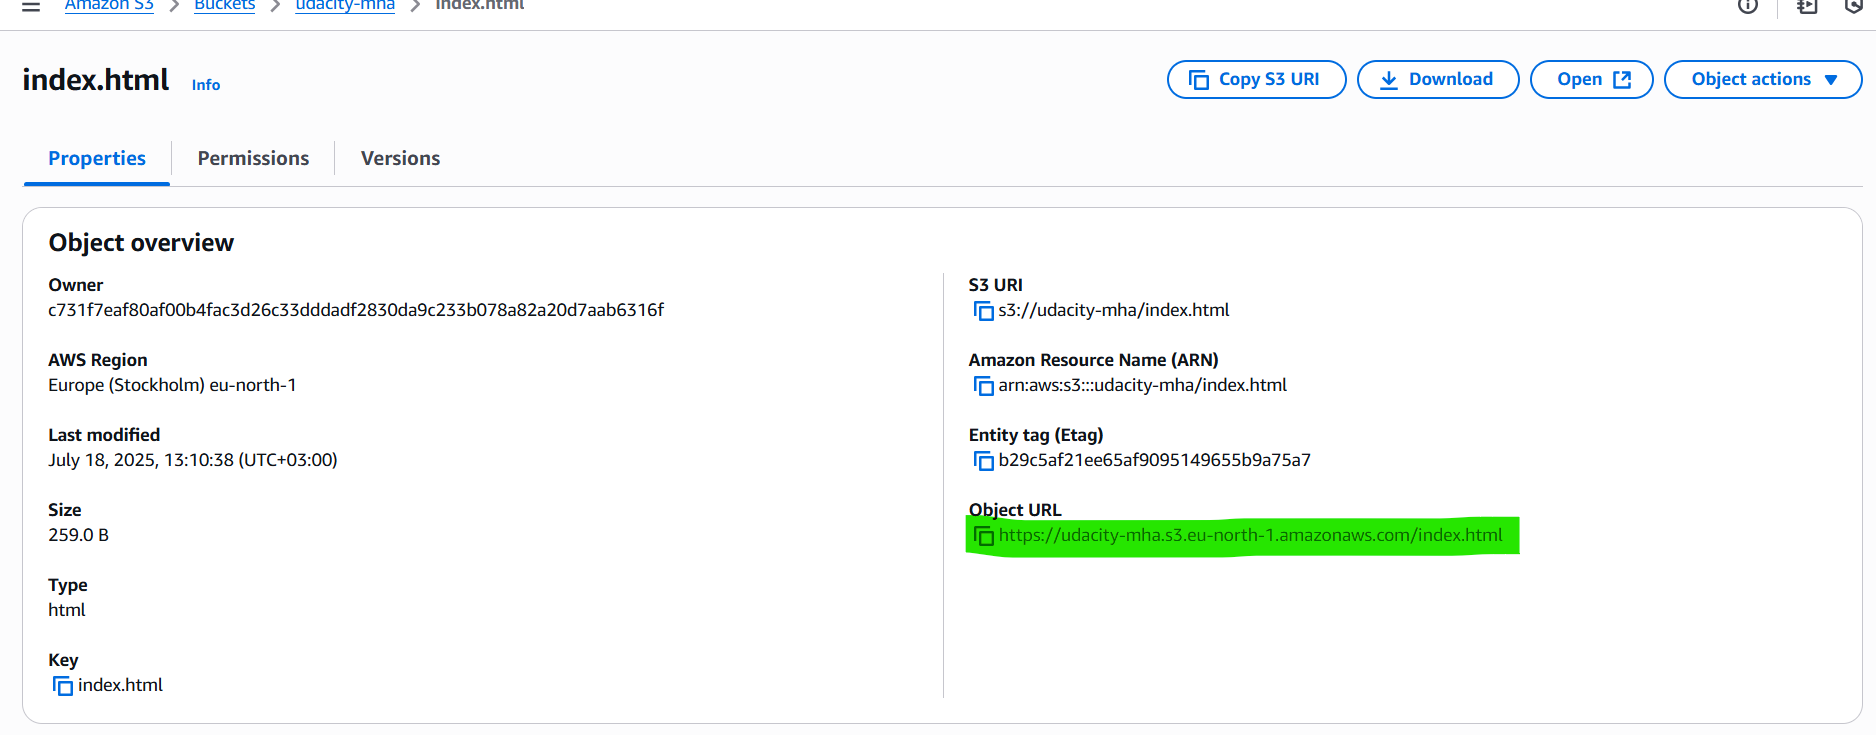 Amazon S3 > Buckets > udacity-mha > index.html
index.html Info
Copy S3 URI Download Open Object actions
Properties Permissions Versions
Object overview
Owner
c731f7eaf80af00b4fac3d26c33dddadf2830da9c233b078a82a20d7aab6316f
AWS Region
Europe (Stockholm) eu-north-1
Last modified
July 18, 2025, 13:10:38 (UTC+03:00)
Size
259.0 B
Type
html
Key
index.html
S3 URI
s3://udacity-mha/index.html
Amazon Resource Name (ARN)
arn:aws:s3:::udacity-mha/index.html
Entity tag (Etag)
b29c5af21ee65af9095149655b9a75a7
Object URL
https://udacity-mha.s3.eu-north-1.amazonaws.com/index.html